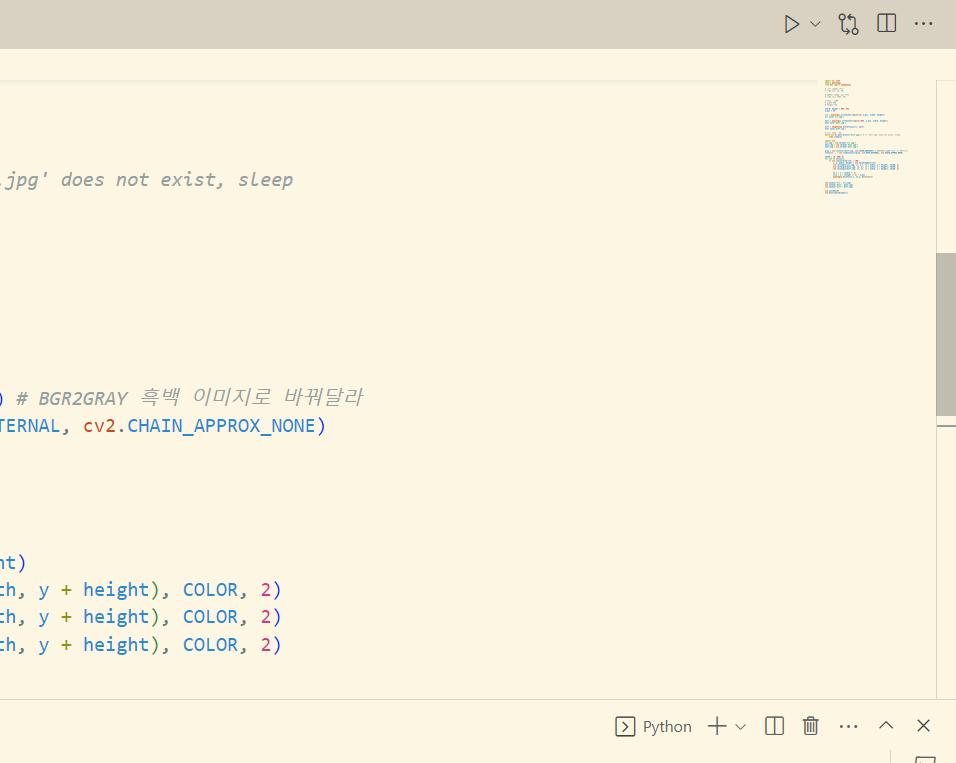 .jpg' does not exist, sleep
) # BGR2GRAY 흑백 이미지로 바꿔달라
TERNAL, cv2.CHAIN_APPROX_NONE)
ht)
th, y + height), COLOR, 2)
th, y + height), COLOR, 2)
th, y + height), COLOR, 2)
Python